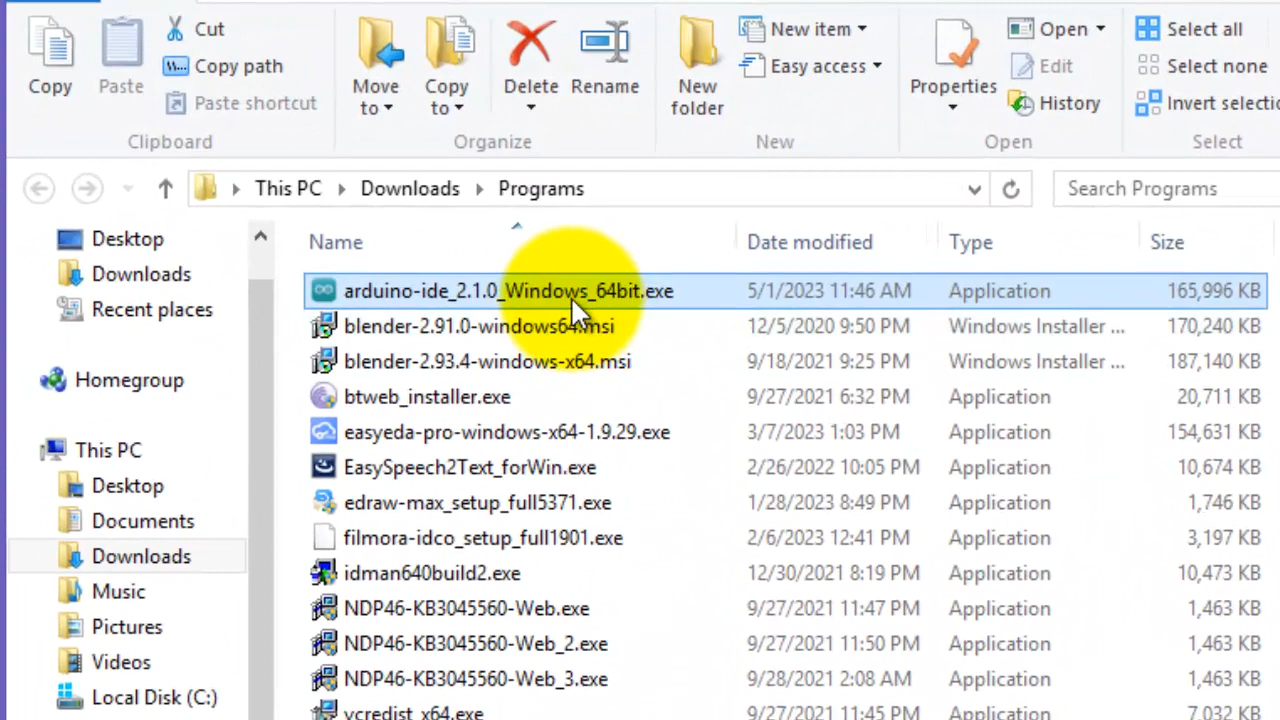 Cut
New item
Open
Select all
Copy path
Easy access
Edit
Select none
Copy
Paste
Paste shortcut
Move to
Copy to
Delete
Rename
New folder
Properties
History
Invert selectio
Clipboard
Organize
New
Open
Select
This PC
Downloads
Programs
Search Programs
Desktop
Downloads
Recent places
Homegroup
This PC
Desktop
Documents
Downloads
Music
Pictures
Videos
Local Disk (C:)
Name Date modified Type Size
arduino-ide_2.1.0_Windows_64bit.exe 5/1/2023 11:46 AM Application 165,996 KB
blender-2.91.0-windows64.msi 12/5/2020 9:50 PM Windows Installer ... 170,240 KB
blender-2.93.4-windows-x64.msi 9/18/2021 9:25 PM Windows Installer ... 187,140 KB
btweb_installer.exe 9/27/2021 6:32 PM Application 20,711 KB
easyeda-pro-windows-x64-1.9.29.exe 3/7/2023 1:03 PM Application 154,631 KB
EasySpeech2Text_forWin.exe 2/26/2022 10:05 PM Application 10,674 KB
edraw-max_setup_full5371.exe 1/28/2023 8:49 PM Application 1,746 KB
filmora-idco_setup_full1901.exe 2/6/2023 12:41 PM Application 3,197 KB
idman640build2.exe 12/30/2021 8:19 PM Application 10,473 KB
NDP46-KB3045560-Web.exe 9/27/2021 11:47 PM Application 1,463 KB
NDP46-KB3045560-Web_2.exe 9/27/2021 11:50 PM Application 1,463 KB
NDP46-KB3045560-Web_3.exe 9/28/2021 2:08 AM Application 1,463 KB
vcredist_x64.exe 9/27/2021 11:45 PM Application 7,032 KB